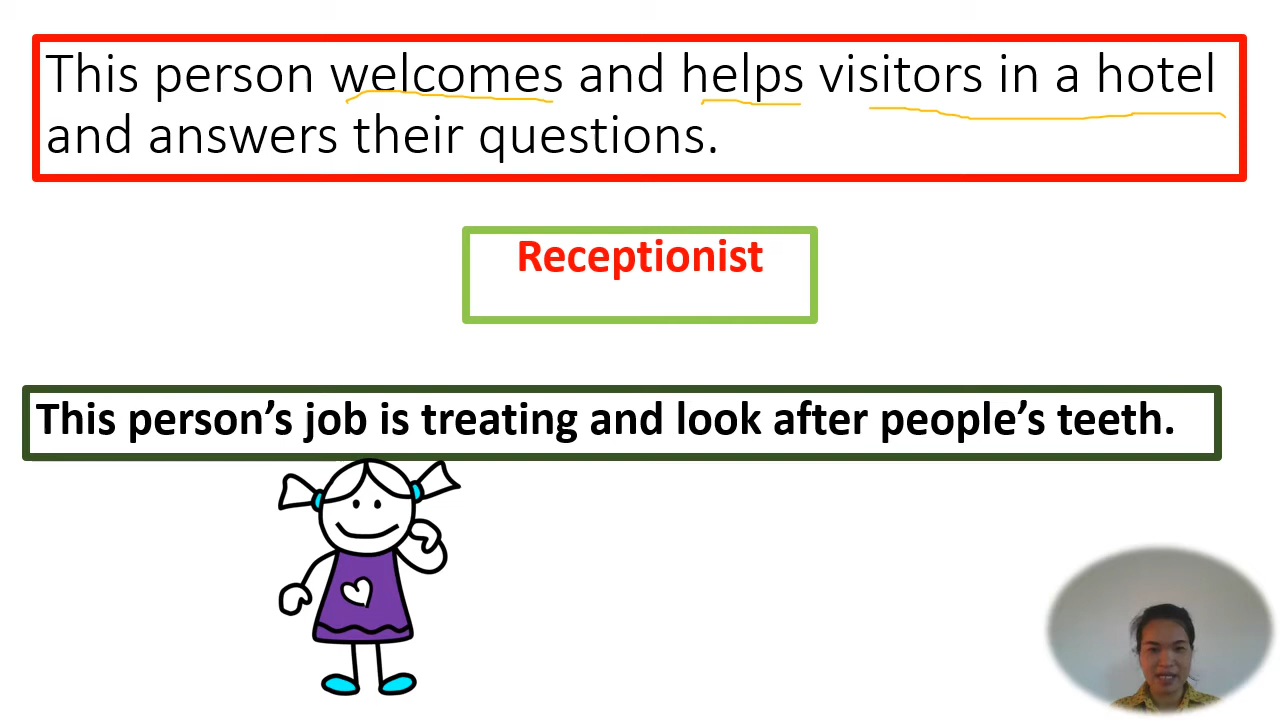 This person welcomes and helps visitors in a hotel
and answers their questions.
Receptionist
This person’s job is treating and look after people’s teeth.